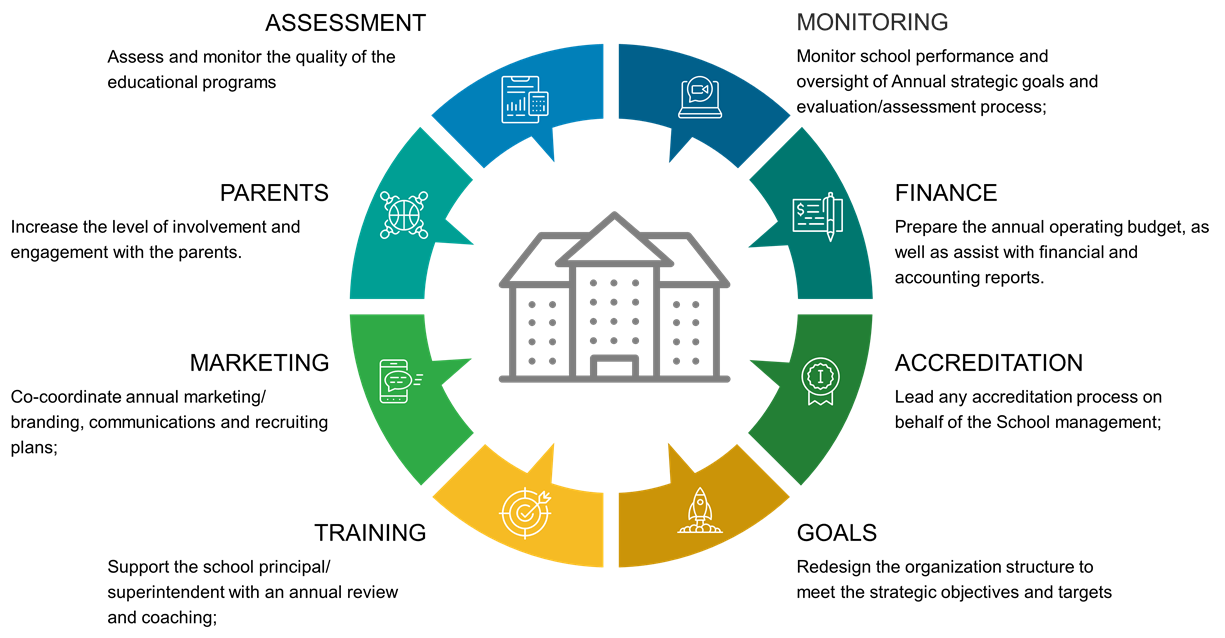 ASSESSMENT
Assess and monitor the quality of the
educational programs
MONITORING
Monitor school performance and
oversight of Annual strategic goals and
evaluation/assessment process;
PARENTS
Increase the level of involvement and
engagement with the parents.
FINANCE
Prepare the annual operating budget, as
well as assist with financial and
accounting reports.
MARKETING
Co-coordinate annual marketing/
branding, communications and recruiting
plans;
ACCREDITATION
Lead any accreditation process on
behalf of the School management;
TRAINING
Support the school principal/
superintendent with an annual review
and coaching;
GOALS
Redesign the organization structure to
meet the strategic objectives and targets